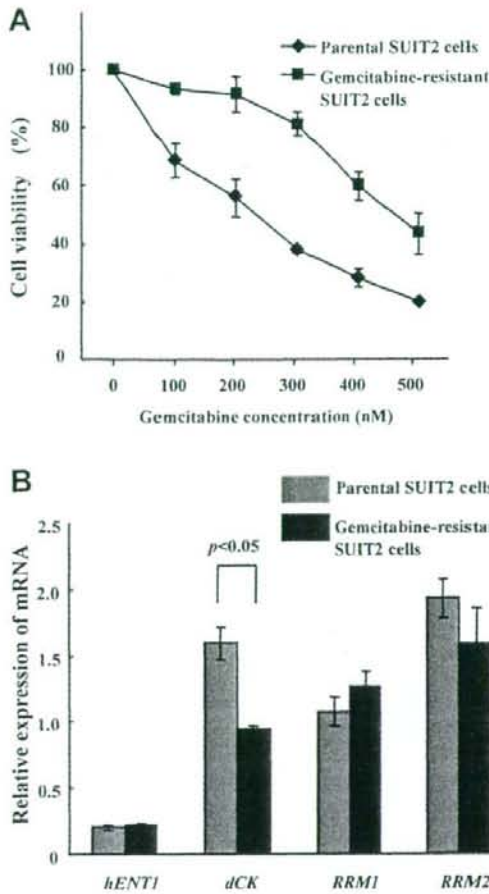 A
Parental SUIT2 cells
Gemcitabine-resistant
SUIT2 cells
Cell viability (%)
100
80
60
40
20
0
0 100 200 300 400 500
Gemcitabine concentration (nM)
B
Parental SUIT2 cells
Gemcitabine-resistant
SUIT2 cells
Relative expression of mRNA
2.5
2.0
1.5
1.0
0.5
0
p<0.05
hENT1 dCK RRM1 RRM2